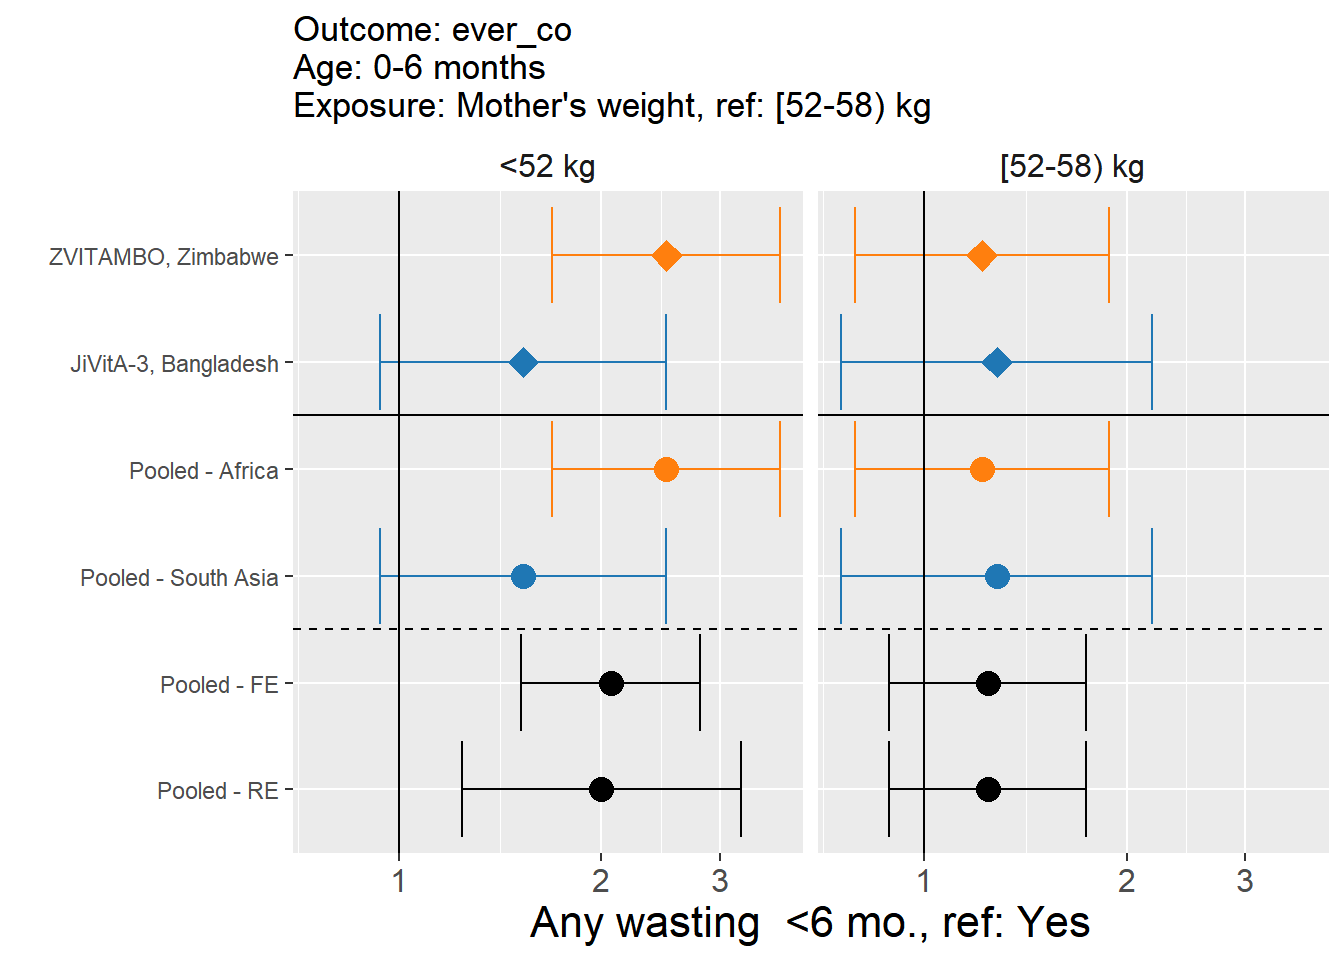 Outcome: ever_co
Age: 0-6 months
Exposure: Mother's weight, ref: [52-58) kg
<52 kg
[52-58) kg
ZVITAMBO, Zimbabwe
JiVitA-3, Bangladesh
Pooled - Africa
Pooled - South Asia
Pooled - FE
Pooled - RE
1 2 3 1 2 3
Any wasting  <6 mo., ref: Yes